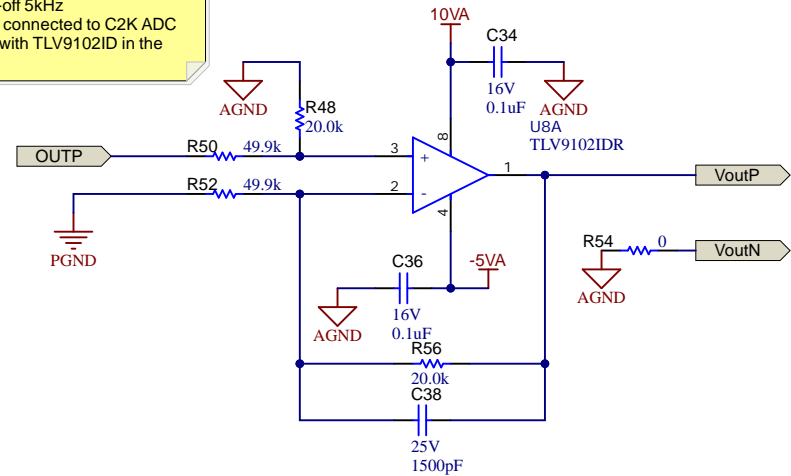 -off 5kHz
connected to C2K ADC
with TLV9102ID in the
10VA
C34
16V
0.1uF
AGND
AGND
R48
20.0k
U8A
TLV9102IDR
OUTP
R50 49.9k
3
+
8
1
VoutP
R52 49.9k
2
-
4
PGND
R54 0
VoutN
AGND
C36
-5VA
16V
0.1uF
AGND
R56
20.0k
C38
25V
1500pF